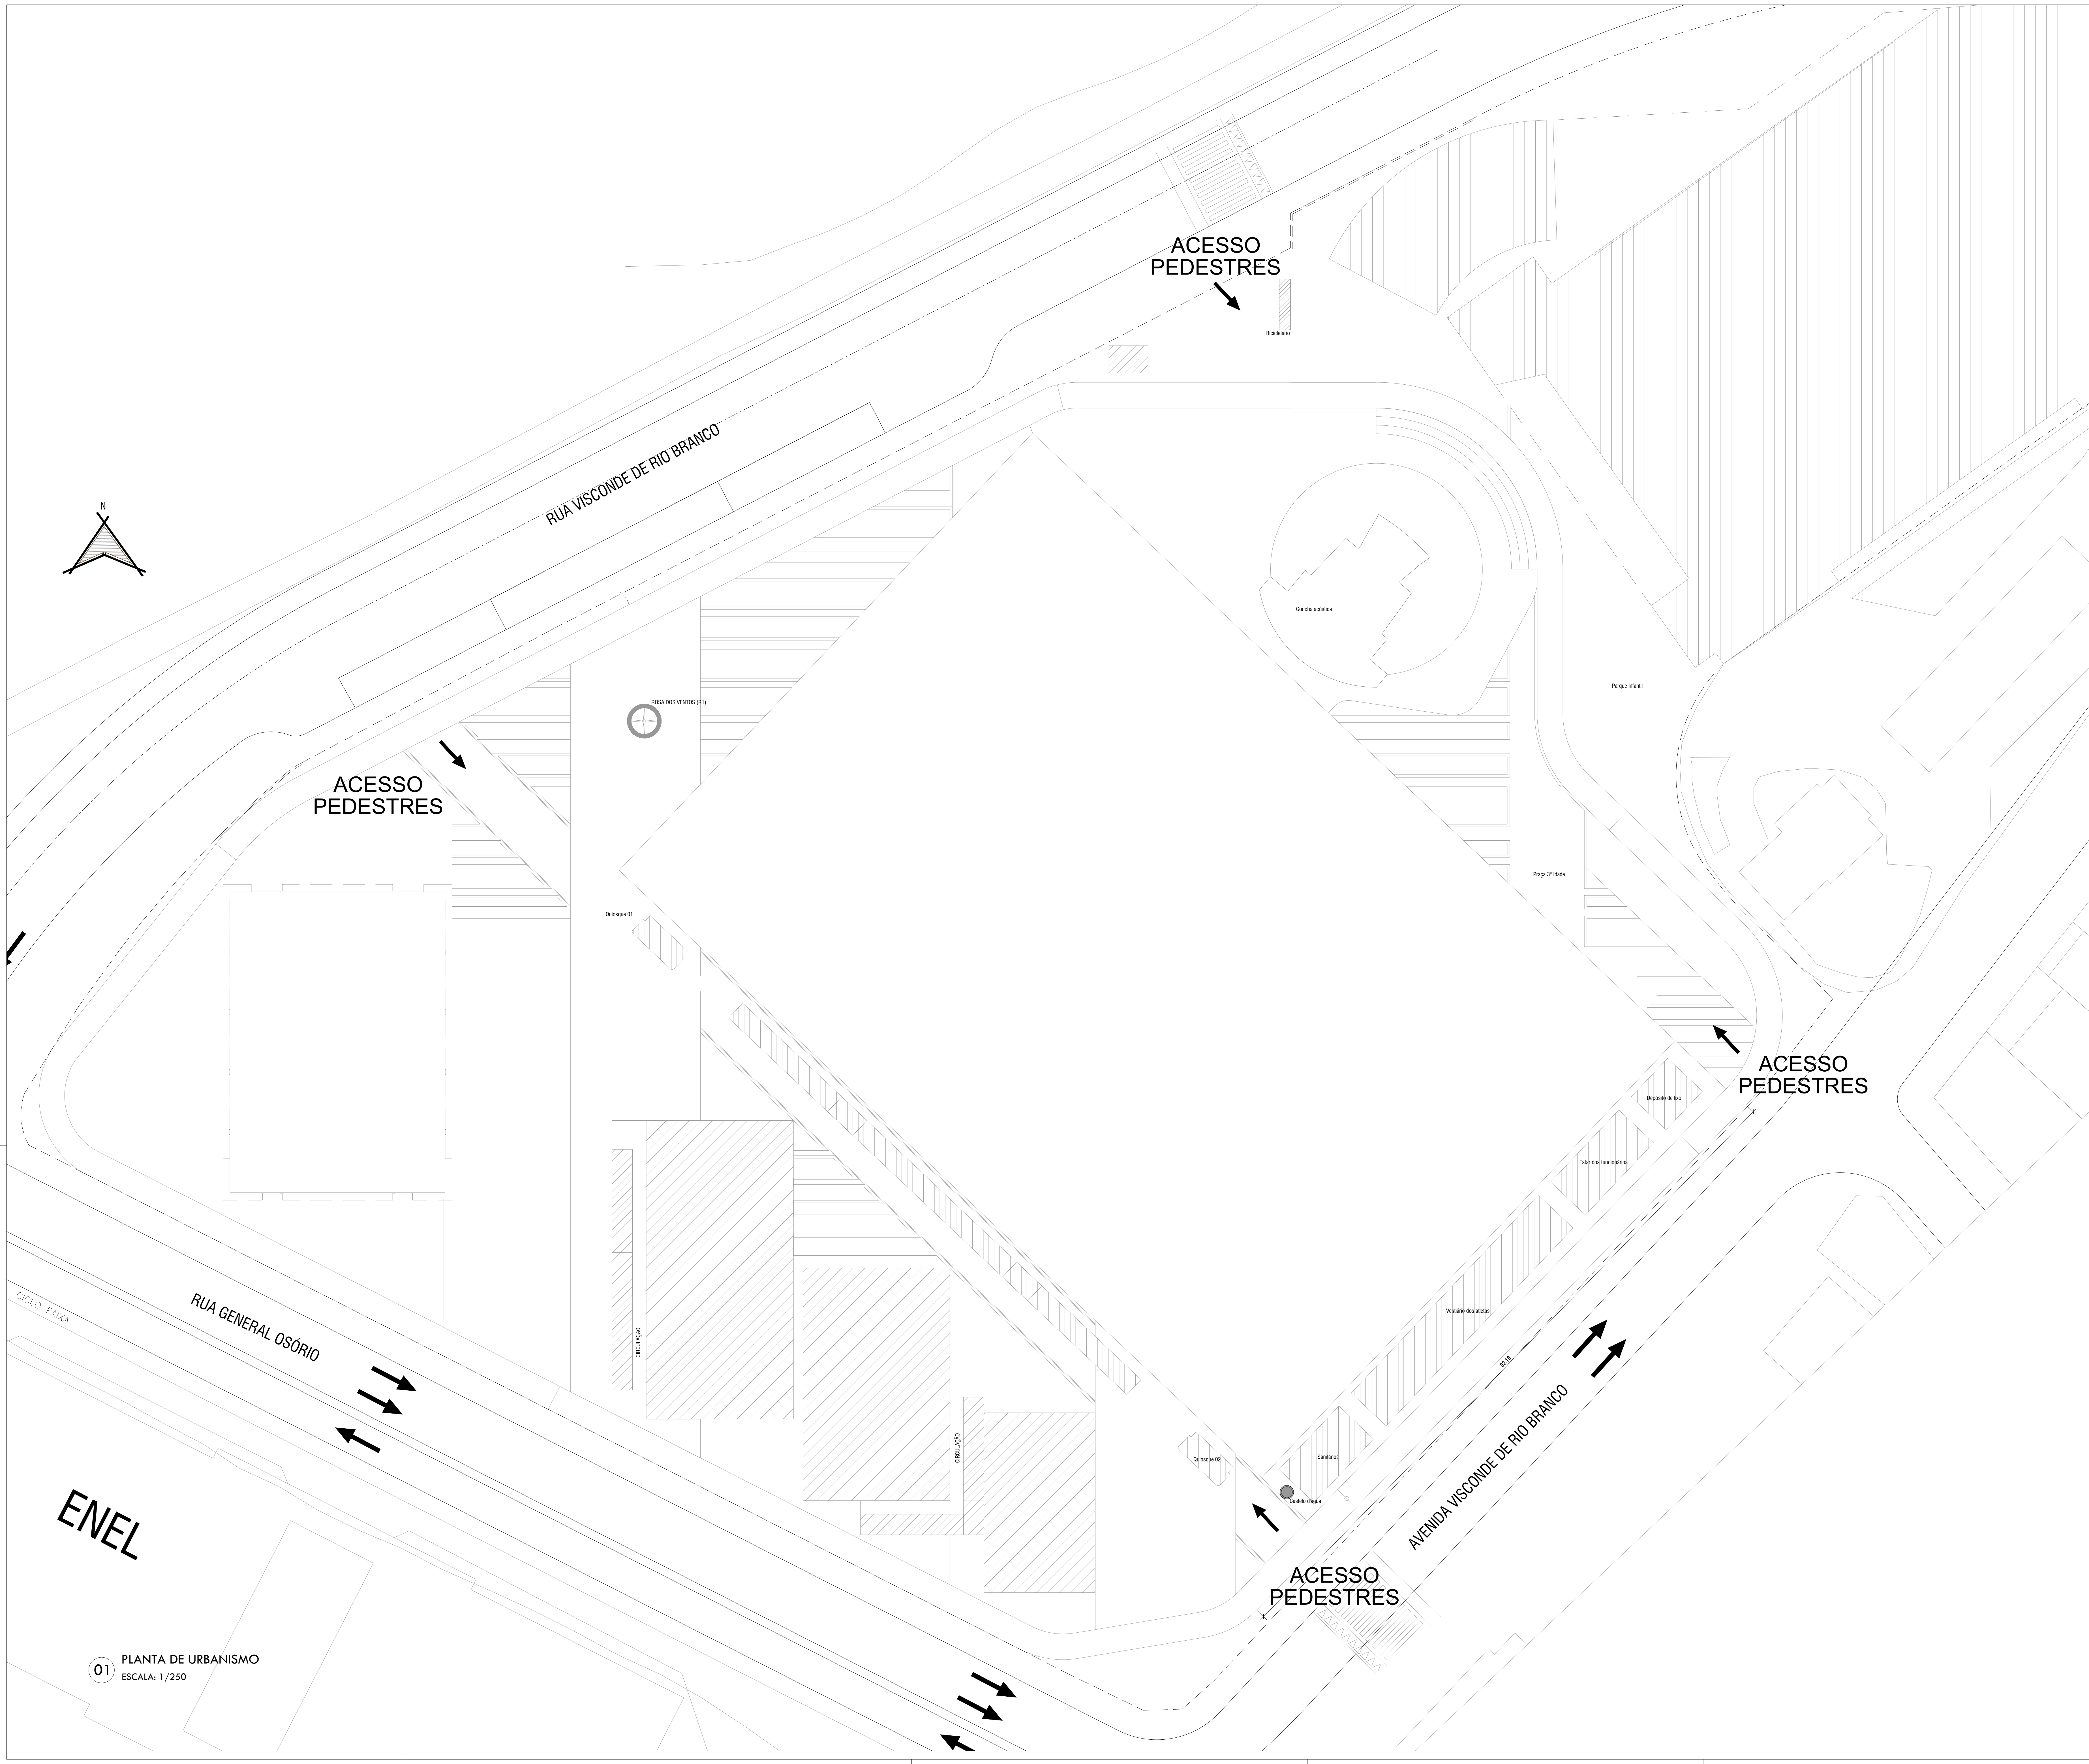 ACESSO
PEDESTRES
Bicicletário
RUA VISCONDE DE RIO BRANCO
N
Concha acústica
Parque Infantil
ROSA DOS VENTOS (R1)
ACESSO
PEDESTRES
Praça 3ª Idade
Quiosque 01
ACESSO
PEDESTRES
Depósito de lixo
Estar dos funcionários
Vestiário dos atletas
82.18
CICLO FAIXA
RUA GENERAL OSÓRIO
CIRCULAÇÃO
CIRCULAÇÃO
Quiosque 02
Sanitários
Castelo d'água
AVENIDA VISCONDE DE RIO BRANCO
ACESSO
PEDESTRES
ENEL
01
PLANTA DE URBANISMO
ESCALA: 1/250